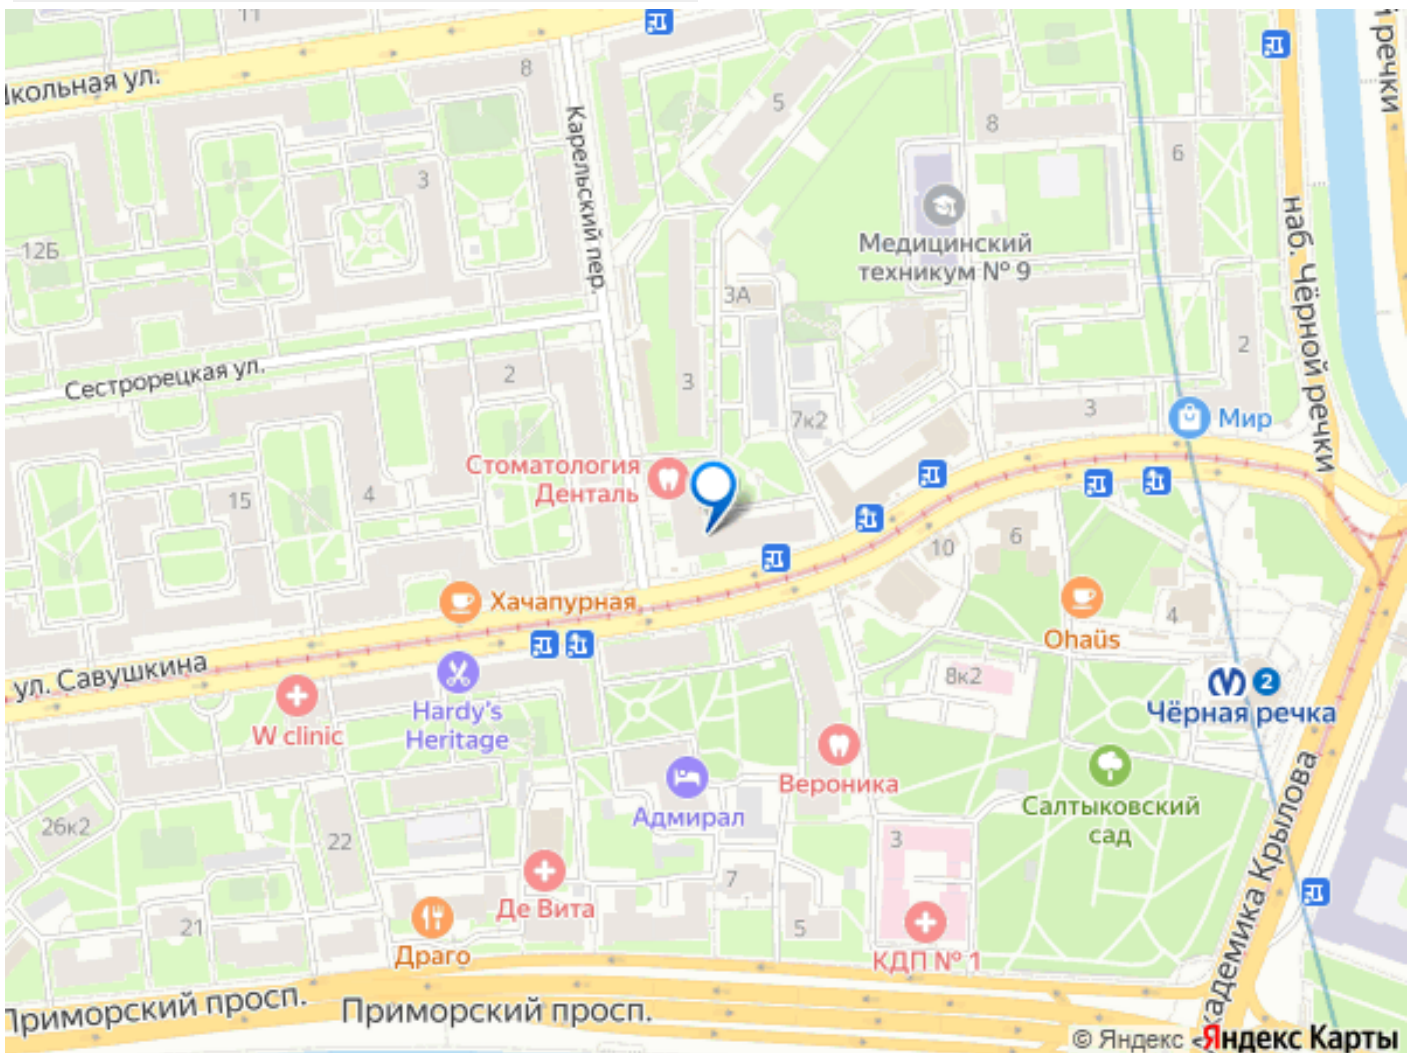 11
Школьная ул.
8
Карельский пер.
5
8
6
речки
3
12Б
Медицинский
техникум № 9
наб. Чёрной речки
3А
Сестрорецкая ул.
2
3
2
7к2
3
Мир
Стоматология
Денталь
15
4
10
6
Хачапурная
Ohaüs
4
ул. Савушкина
W clinic
Hardy's
Heritage
8к2
2
Чёрная речка
Вероника
Адмирал
Салтыковский
сад
26к2
22
3
7
21
Де Вита
5
Драго
КДП № 1
Академика Крылова
Приморский просп.
Приморский просп.
© Яндекс
Яндекс Карты